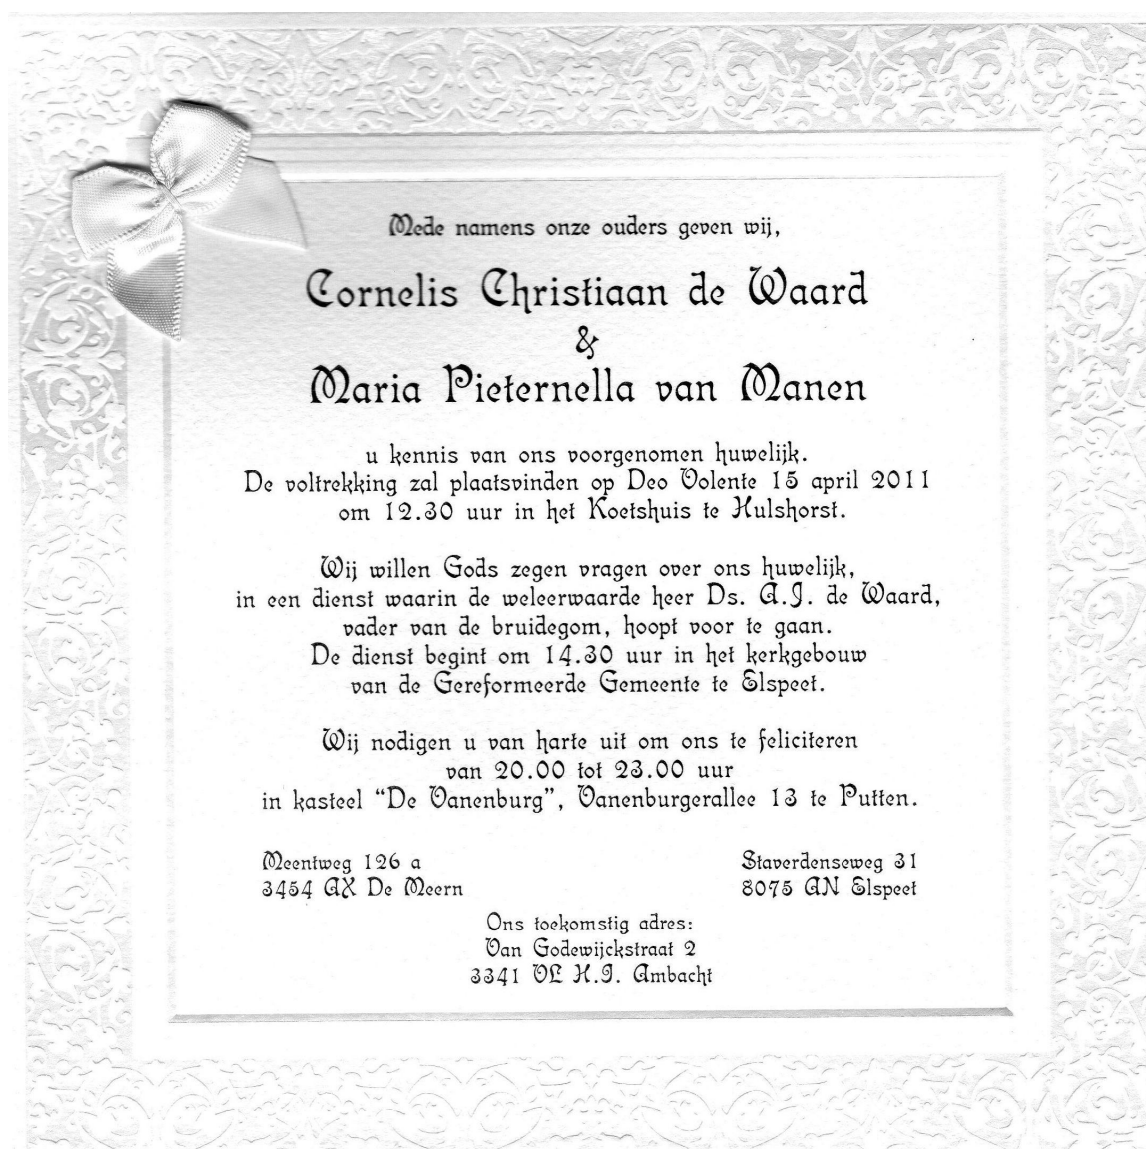 Mede namens onze ouders geven wij,
Cornelis Christiaan de Waard
&
Maria Pieternella van Manen
u kennis van ons voorgenomen huwelijk.
De voltrekking zal plaatsvinden op Deo Volente 15 april 2011
om 12.30 uur in het Koetshuis te Hulshorst.
Wij willen Gods zegen vragen over ons huwelijk,
in een dienst waarin de weleerwaarde heer Ds. A.J. de Waard,
vader van de bruidegom, hoopt voor te gaan.
De dienst begint om 14.30 uur in het kerkgebouw
van de Gereformeerde Gemeente te Elspeet.
Wij nodigen u van harte uit om ons te feliciteren
van 20.00 tot 23.00 uur
in kasteel “De Vanenburg”, Vanenburgerallee 13 te Putten.
Meentweg 126 a
3454 AX De Meern
Staverdenseweg 31
8075 AN Elspeet
Ons toekomstig adres:
Van Godewijckstraat 2
3341 VL H.I. Ambacht